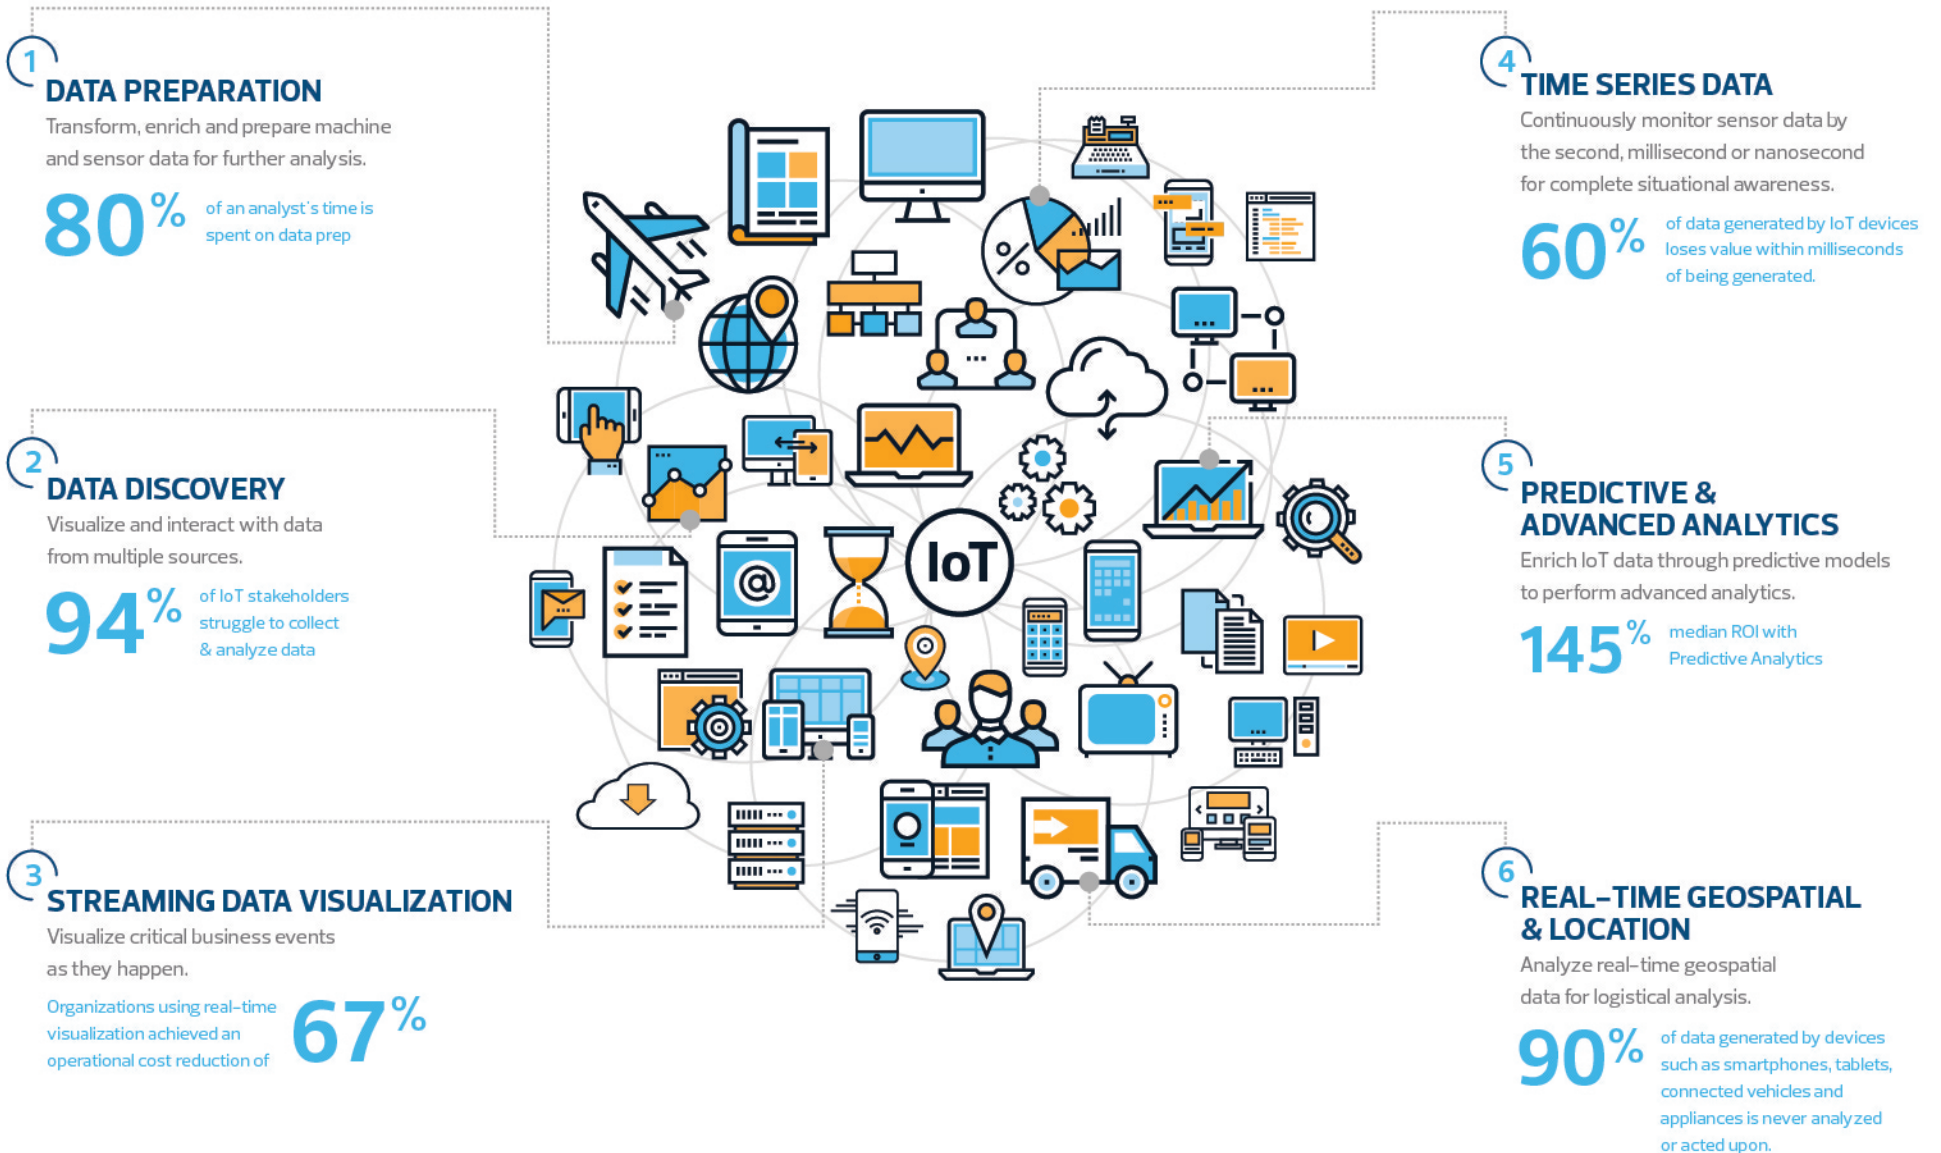 1
DATA PREPARATION
Transform, enrich and prepare machine
and sensor data for further analysis.
80%
of an analyst's time is
spent on data prep
2
DATA DISCOVERY
Visualize and interact with data
from multiple sources.
94%
of IoT stakeholders
struggle to collect
& analyze data
3
STREAMING DATA VISUALIZATION
Visualize critical business events
as they happen.
Organizations using real-time
visualization achieved an
operational cost reduction of
67%
%
@
IoT
4
TIME SERIES DATA
Continuously monitor sensor data by
the second, millisecond or nanosecond
for complete situational awareness.
60%
of data generated by IoT devices
loses value within milliseconds
of being generated.
5
PREDICTIVE &
ADVANCED ANALYTICS
Enrich IoT data through predictive models
to perform advanced analytics.
145%
median ROI with
Predictive Analytics
6
REAL-TIME GEOSPATIAL
& LOCATION
Analyze real-time geospatial
data for logistical analysis.
90%
of data generated by devices
such as smartphones, tablets,
connected vehicles and
appliances is never analyzed
or acted upon.